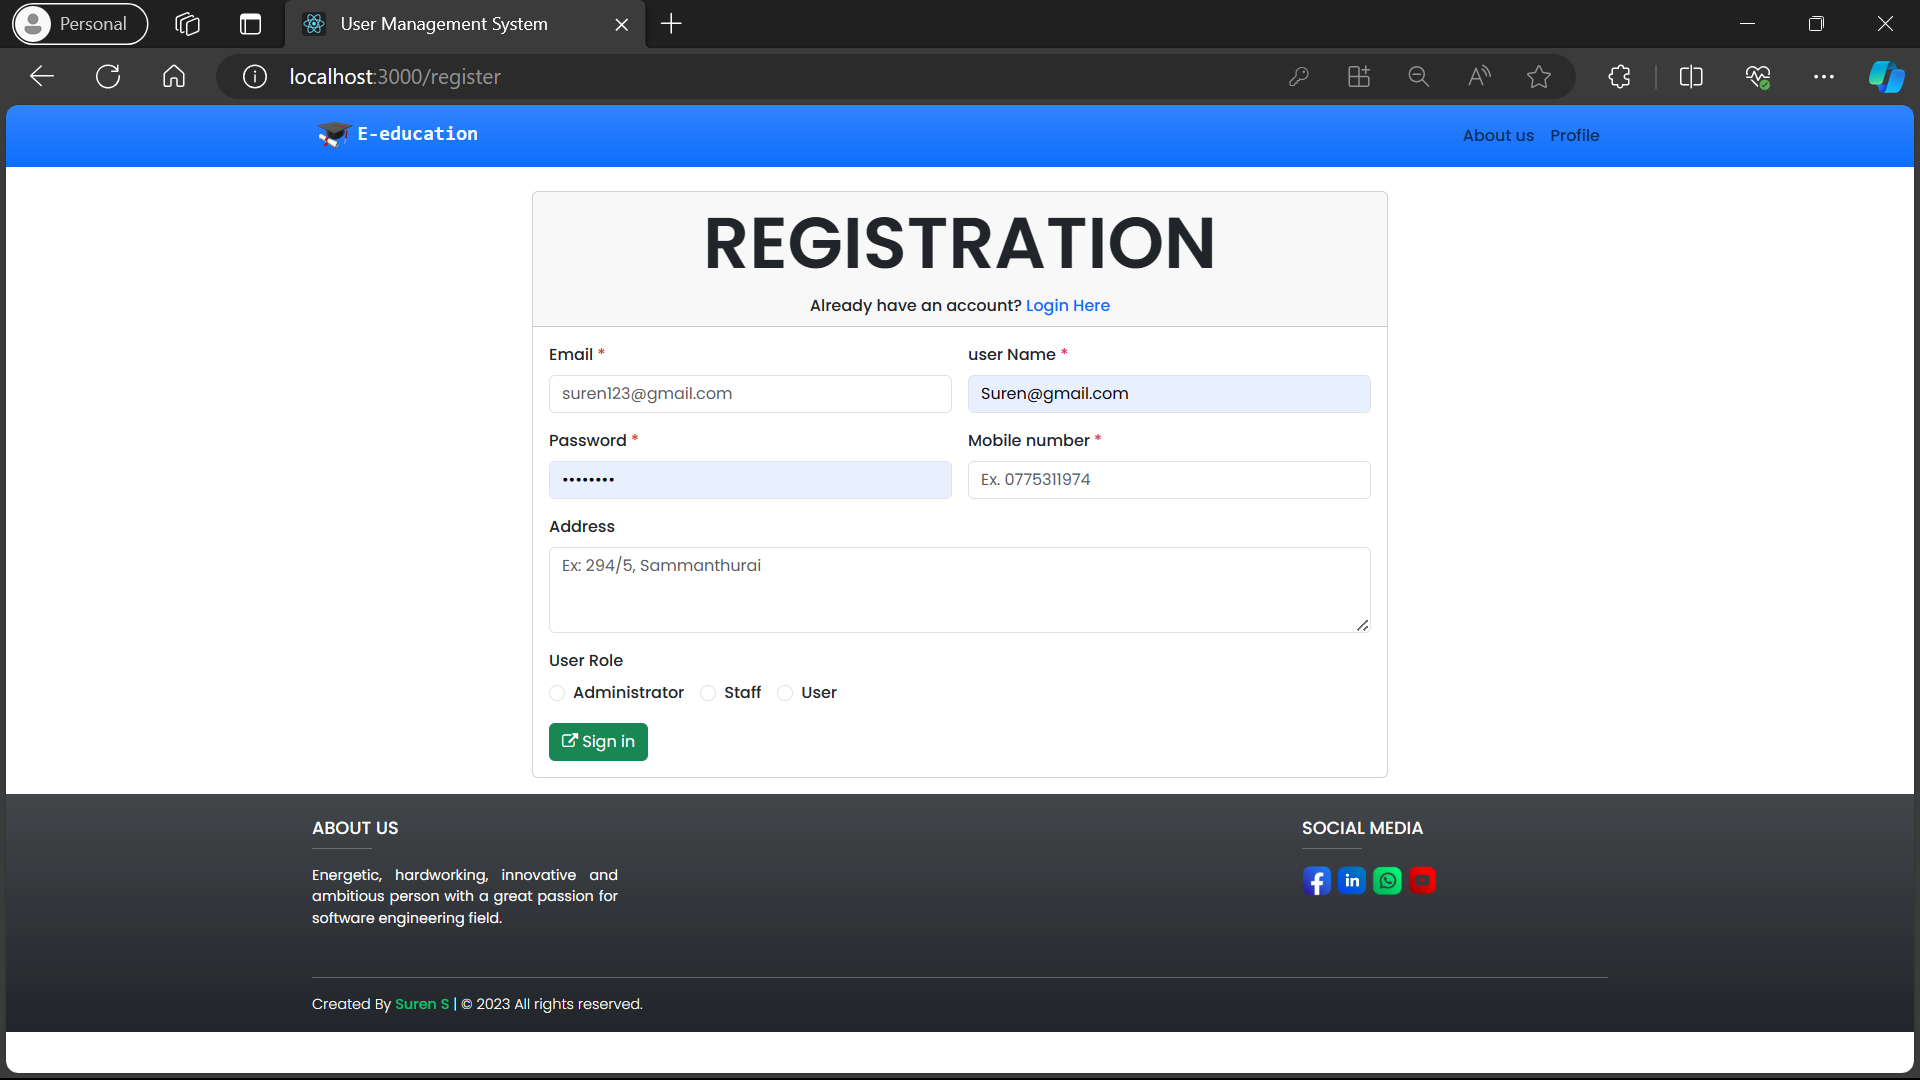 Personal
User Management System
localhost:3000/register
E-education
About us Profile
REGISTRATION
Already have an account? Login Here
Email * user Name *
suren123@gmail.com Suren@gmail.com
Password * Mobile number *
•••••••• Ex. 0775311974
Address
Ex: 294/5, Sammanthurai
User Role
Administrator Staff User
Sign in
ABOUT US SOCIAL MEDIA
Energetic, hardworking, innovative and
ambitious person with a great passion for
software engineering field.
Created By Suren S | © 2023 All rights reserved.